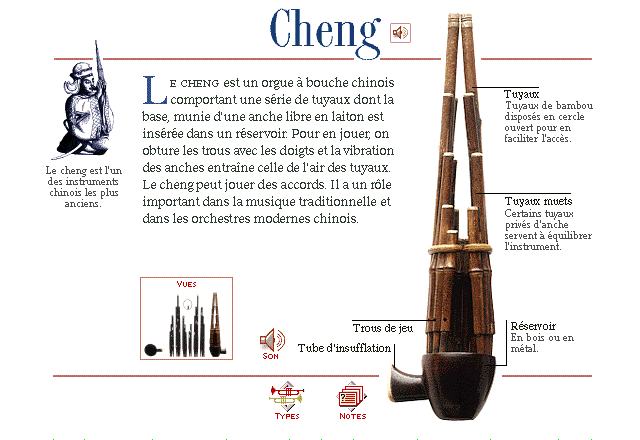 Cheng
LE CHENG est un orgue à bouche chinois
comportant une série de tuyaux dont la
base, munie d'une anche libre en laiton est
insérée dans un réservoir. Pour en jouer, on
obture les trous avec les doigts et la vibration
des anches entraîne celle de l'air des tuyaux.
Le cheng peut jouer des accords. Il a un rôle
important dans la musique traditionnelle et
dans les orchestres modernes chinois.
Le cheng est l'un
des instruments
chinois les plus
anciens.
Tuyaux
Tuyaux de bambou
disposés en cercle
ouvert pour en
faciliter l'accès.
Tuyaux muets
Certains tuyaux
privés d'anche
servent à équilibrer
l'instrument.
VUES
SON
Trous de jeu
Tube d'insufflation
Réservoir
En bois ou en
métal.
TYPES
NOTES